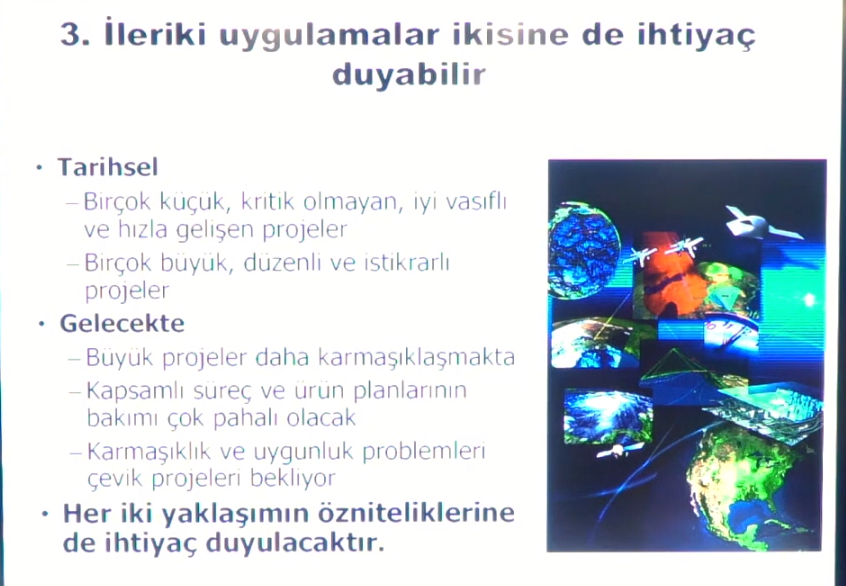 3. İleriki uygulamalar ikisine de ihtiyaç
duyabilir
• Tarihsel
– Birçok küçük, kritik olmayan, iyi vasıflı
ve hızla gelişen projeler
– Birçok büyük, düzenli ve istikrarlı
projeler
• Gelecekte
– Büyük projeler daha karmaşıklaşmakta
– Kapsamlı süreç ve ürün planlarının
bakımı çok pahalı olacak
– Karmaşıklık ve uygunluk problemleri
çevik projeleri bekliyor
• Her iki yaklaşımın özniteliklerine
de ihtiyaç duyulacaktır.